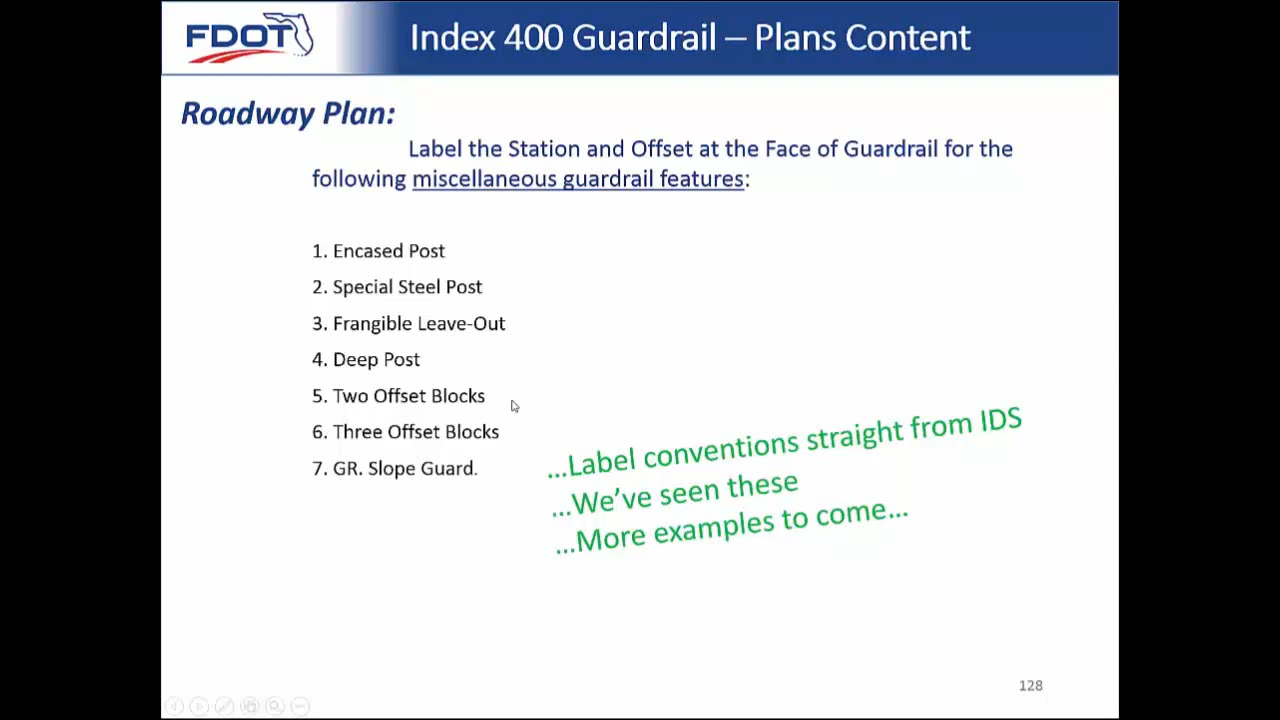 FDOT
Index 400 Guardrail – Plans Content
Roadway Plan:
Label the Station and Offset at the Face of Guardrail for the
following miscellaneous guardrail features:
1. Encased Post
2. Special Steel Post
3. Frangible Leave-Out
4. Deep Post
5. Two Offset Blocks
6. Three Offset Blocks
7. GR. Slope Guard.
...Label conventions straight from IDS
...We've seen these
...More examples to come...
128